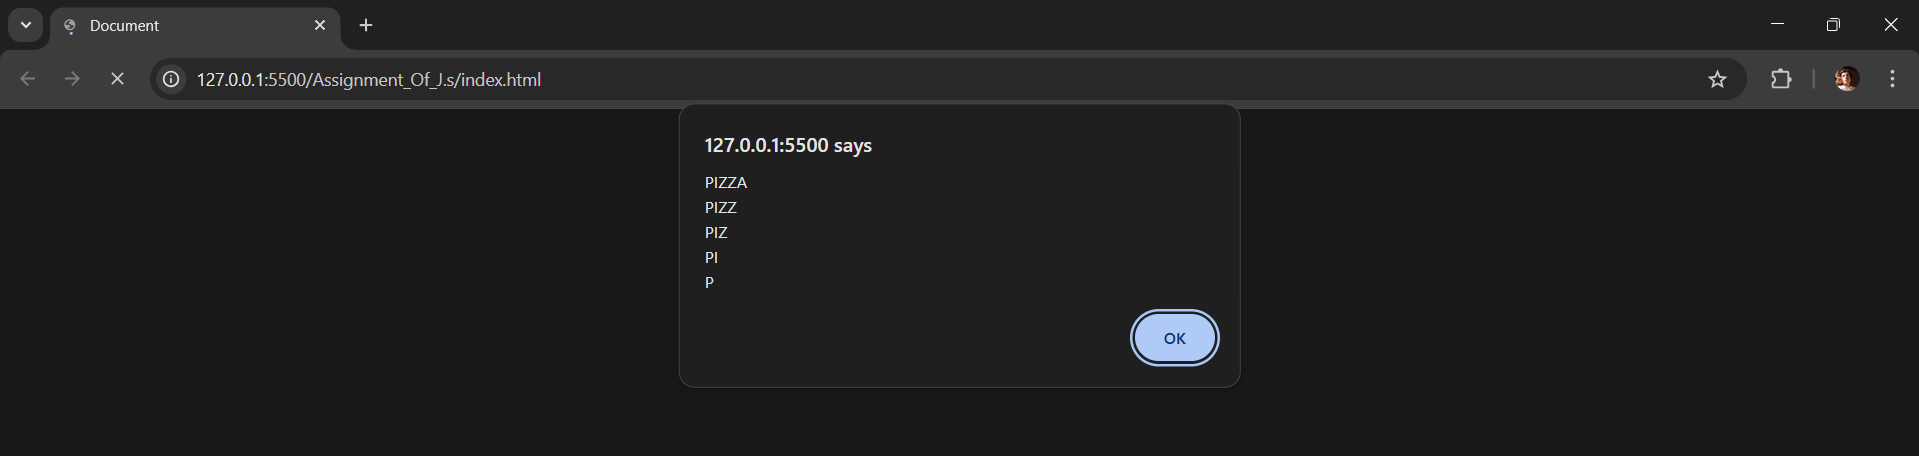 Document
127.0.0.1:5500/Assignment_Of_J.s/index.html
127.0.0.1:5500 says
PIZZA
PIZZ
PIZ
PI
P
OK